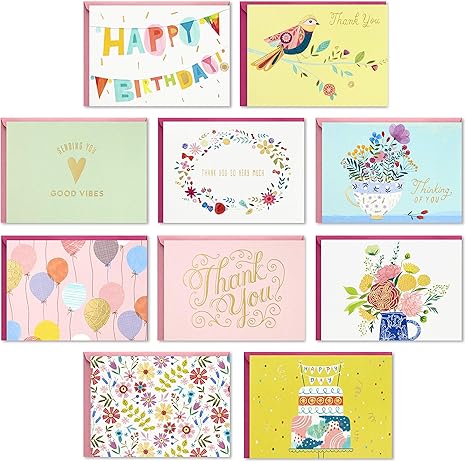 HAPPY
BIRTHDAY!
Thank You
SENDING YOU
GOOD VIBES
THANK YOU SO VERY MUCH
Thinking
OF YOU
Thank
You
HAPPY
DAY